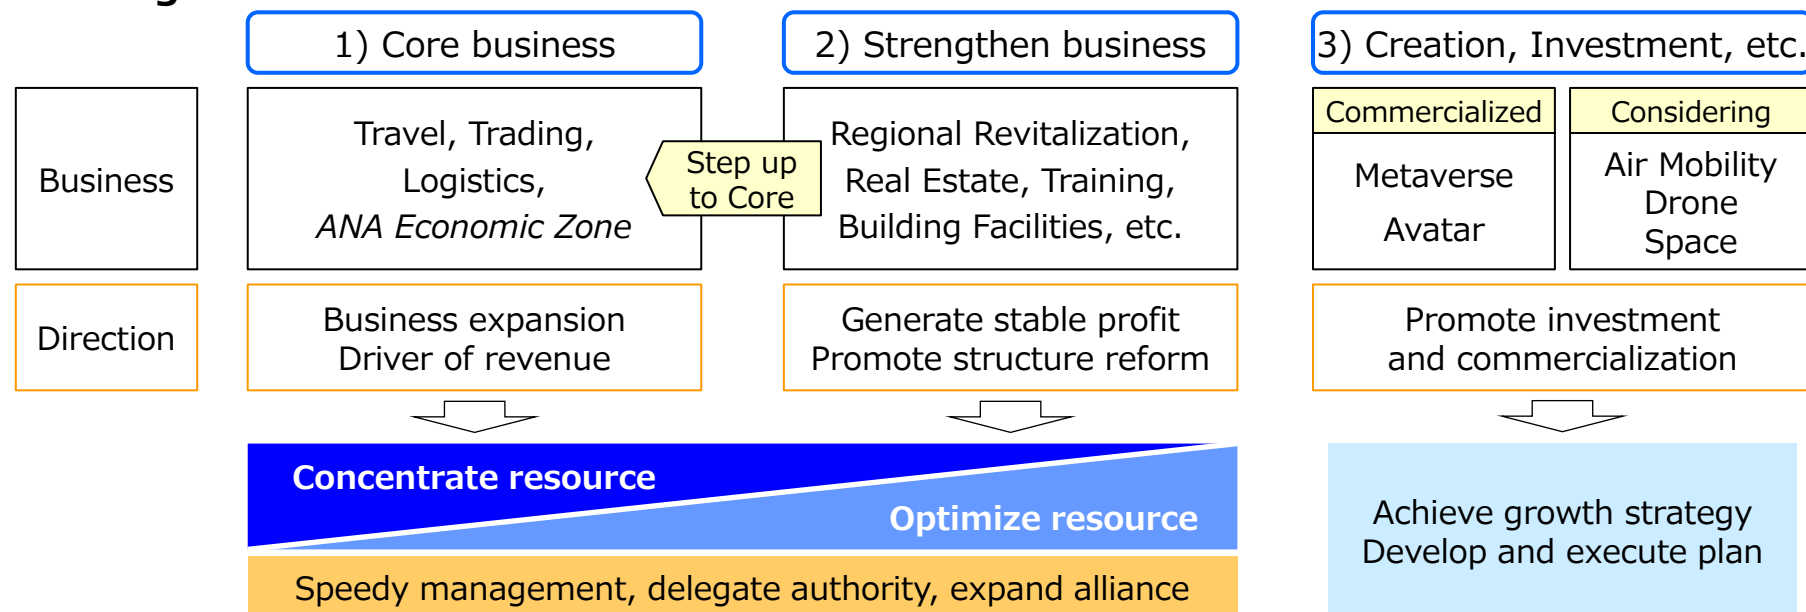 1) Core business
2) Strengthen business
3) Creation, Investment, etc.
Business
Travel, Trading,
Logistics,
ANA Economic Zone
Step up
to Core
Regional Revitalization,
Real Estate, Training,
Building Facilities, etc.
Commercialized
Metaverse
Avatar
Considering
Air Mobility
Drone
Space
Direction
Business expansion
Driver of revenue
Generate stable profit
Promote structure reform
Promote investment
and commercialization
Concentrate resource
Optimize resource
Speedy management, delegate authority, expand alliance
Achieve growth strategy
Develop and execute plan